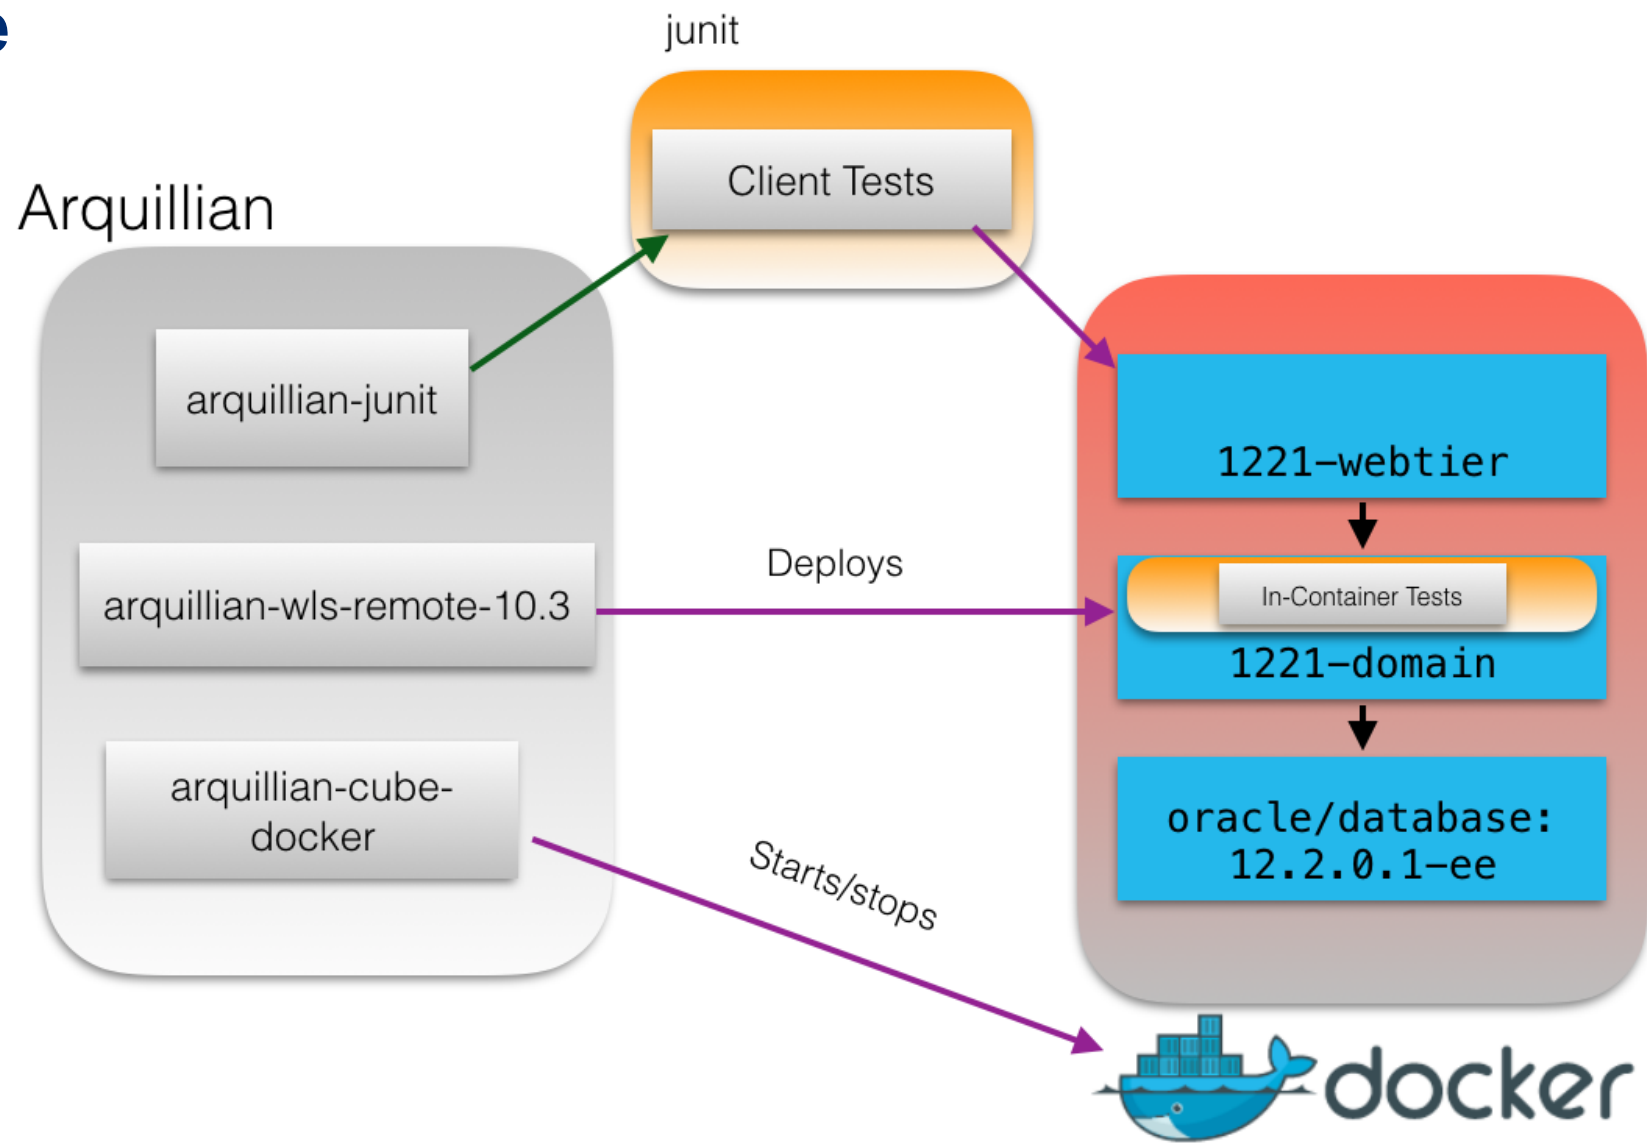 e
junit
Client Tests
Arquillian
arquillian-junit
1221-webtier
Deploys
In-Container Tests
arquillian-wls-remote-10.3
1221-domain
arquillian-cube-
docker
oracle/database:
12.2.0.1-ee
Starts/stops
docker